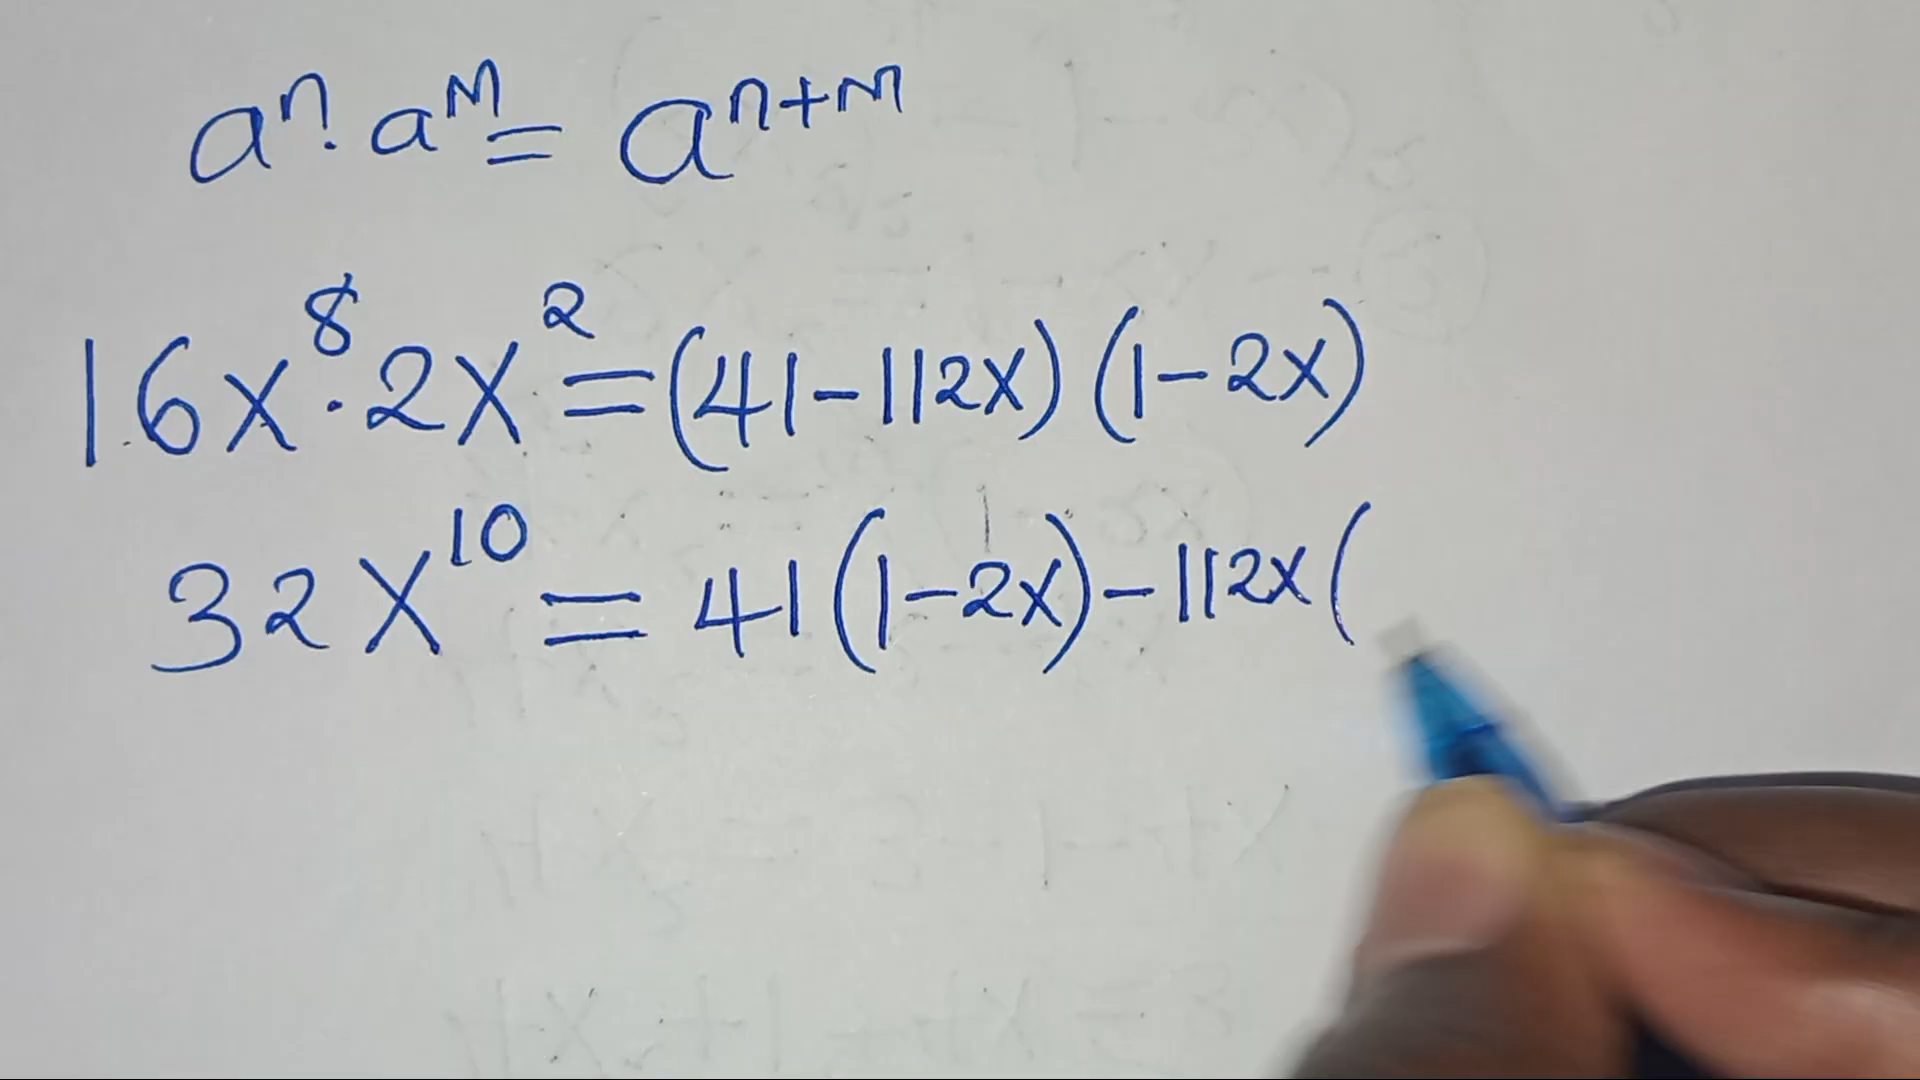 aⁿ·aᴹ = aⁿ⁺ᴹ
16x⁸·2x² = (41-112x)(1-2x)
32x¹⁰ = 41(1-2x)-112x(